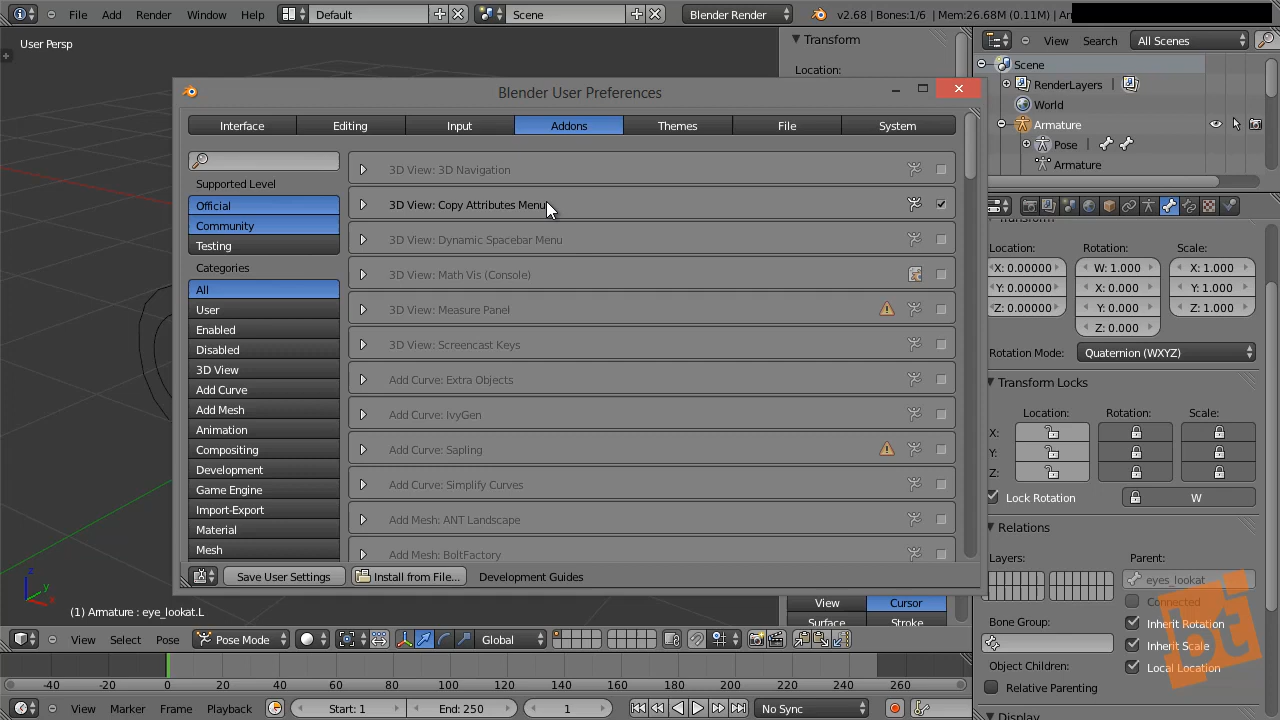 File Add Render Window Help Default Scene Blender Render v2.68 | Bones:1/6 | Mem:26.68M (0.11M) |
User Persp
Transform
Location:
View Search All Scenes
Scene
RenderLayers
World
Armature
Pose
Armature
Blender User Preferences
Interface Editing Input Addons Themes File System
Supported Level
Official
Community
Testing
Categories
All
User
Enabled
Disabled
3D View
Add Curve
Add Mesh
Animation
Compositing
Development
Game Engine
Import-Export
Material
Mesh
3D View: 3D Navigation
3D View: Copy Attributes Menu
3D View: Dynamic Spacebar Menu
3D View: Math Vis (Console)
3D View: Measure Panel
3D View: Screencast Keys
Add Curve: Extra Objects
Add Curve: IvyGen
Add Curve: Sapling
Add Curve: Simplify Curves
Add Mesh: ANT Landscape
Add Mesh: BoltFactory
Save User Settings Install from File... Development Guides
Transform
Location: Rotation: Scale:
X: 0.00000 W: 1.000 X: 1.000
Y: 0.00000 X: 0.000 Y: 1.000
Z: 0.00000 Y: 0.000 Z: 1.000
Z: 0.000
Rotation Mode: Quaternion (WXYZ)
Transform Locks
Location: Rotation: Scale:
X:
Y:
Z:
Lock Rotation W
Relations
Layers: Parent:
eyes_lookat
Connected
Bone Group: Inherit Rotation
Inherit Scale
Object Children: Local Location
Relative Parenting
Display
bt
z
y
x
(1) Armature : eye_lookat.L
View Cursor
Surface Stroke
View Select Pose Pose Mode Global
-40 -20 0 20 40 60 80 100 120 140 160 180 200 220 240 260
View Marker Frame Playback Start: 1 End: 250 1 No Sync